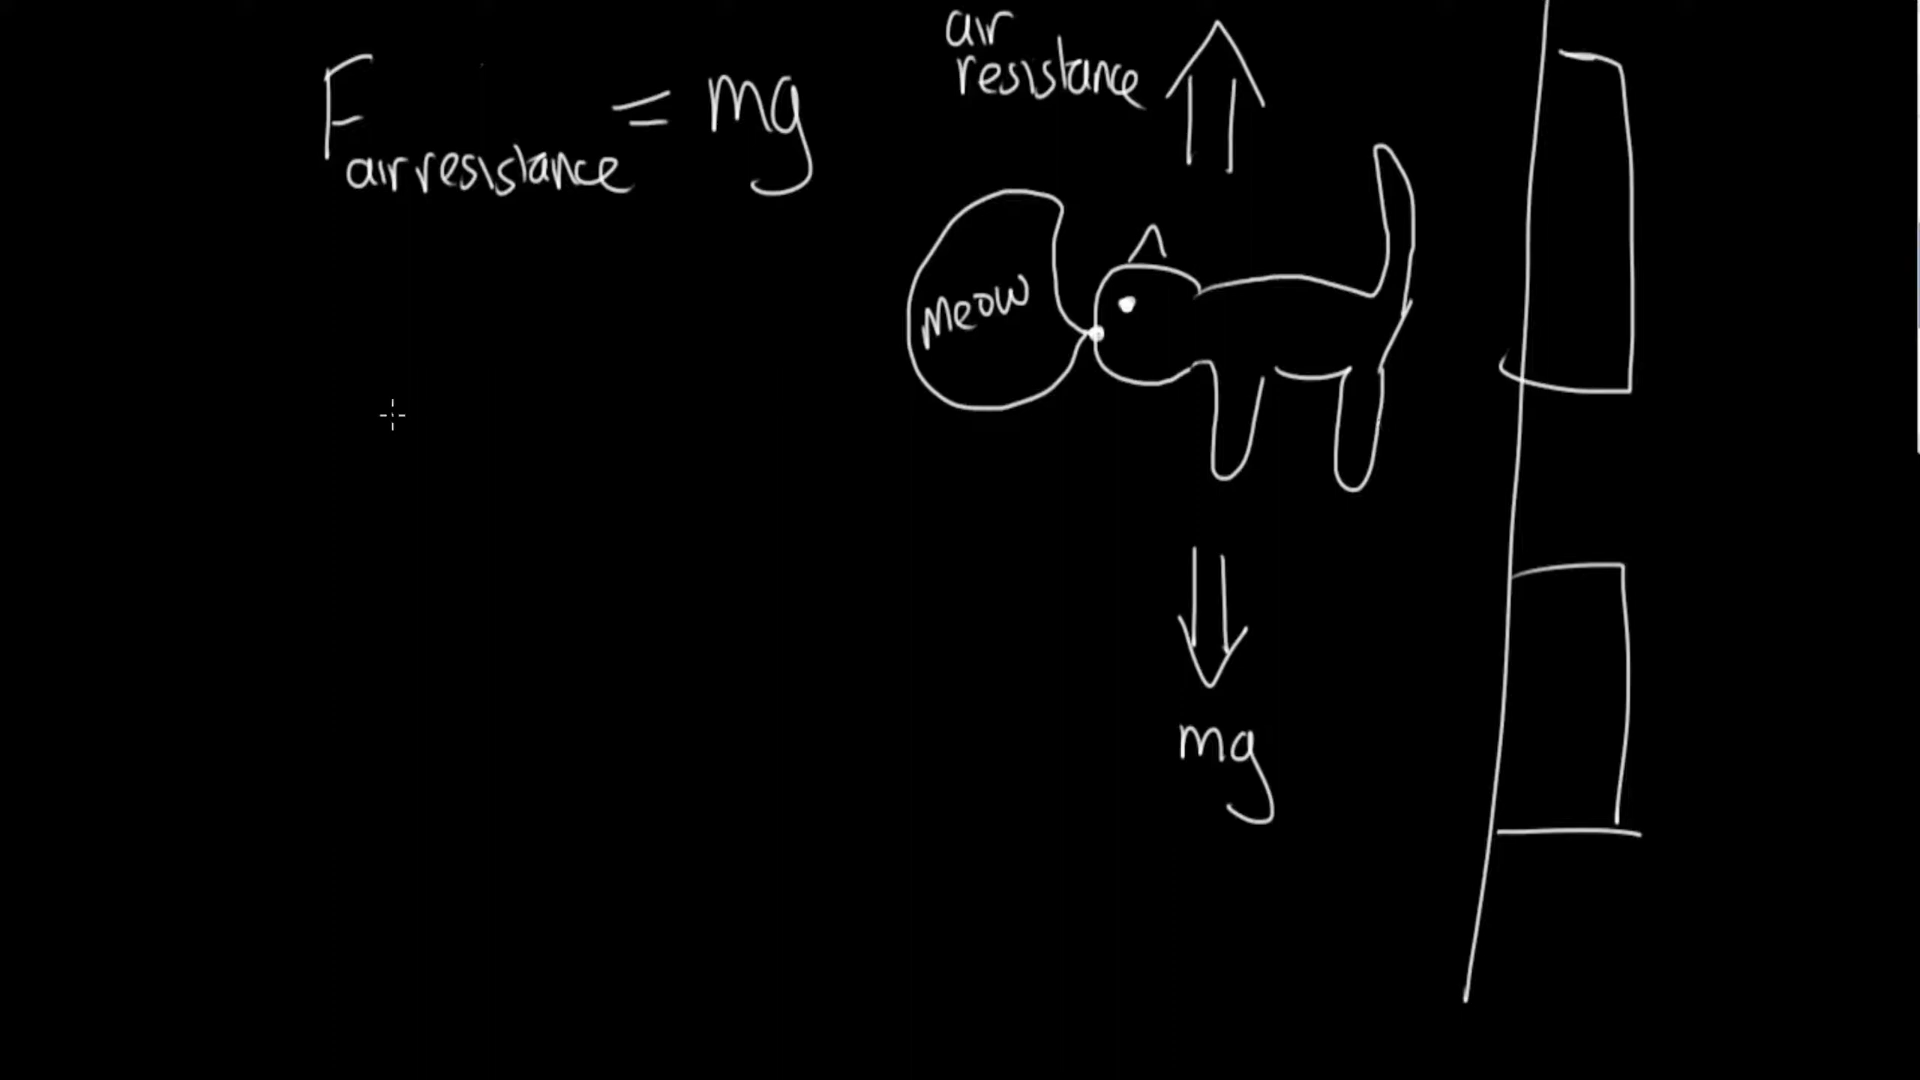 F air resistance = mg
air
resistance
meow
mg